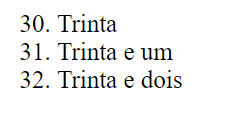 30. Trinta
31. Trinta e um
32. Trinta e dois